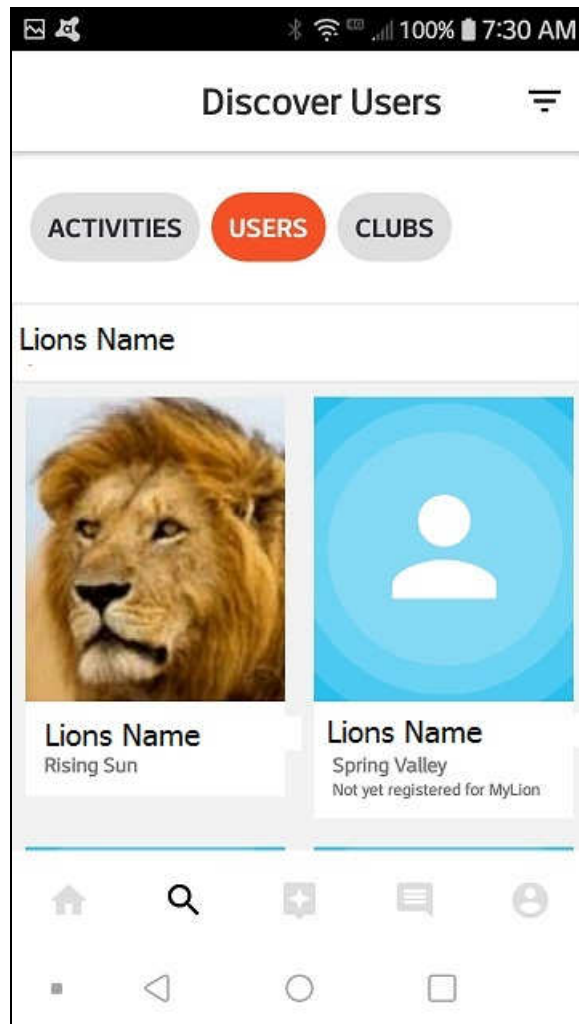 100% 7:30 AM
Discover Users
ACTIVITIES USERS CLUBS
Lions Name
Lions Name
Rising Sun
Lions Name
Spring Valley
Not yet registered for MyLion